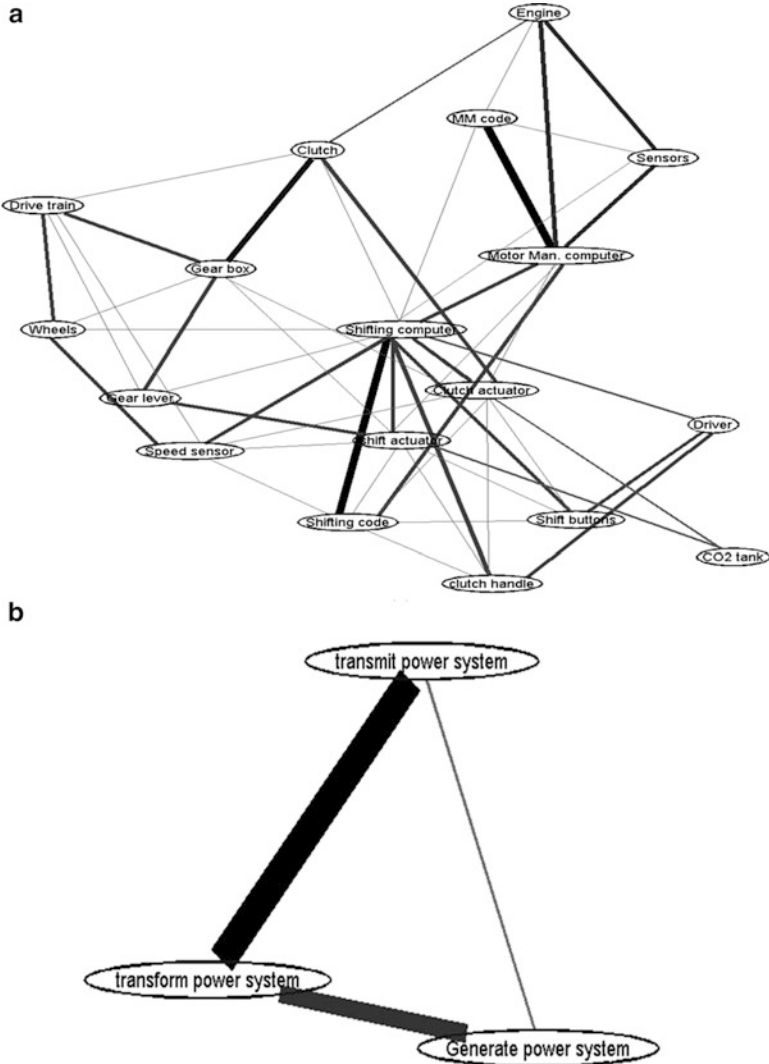 a
Engine
MM code
Clutch
Sensors
Drive train
Motor Man. computer
Gear box
Wheels
Shifting computer
Clutch actuator
Gear lever
Driver
shift actuator
Speed sensor
Shifting code
Shift buttons
CO2 tank
clutch handle
b
transmit power system
transform power system
Generate power system